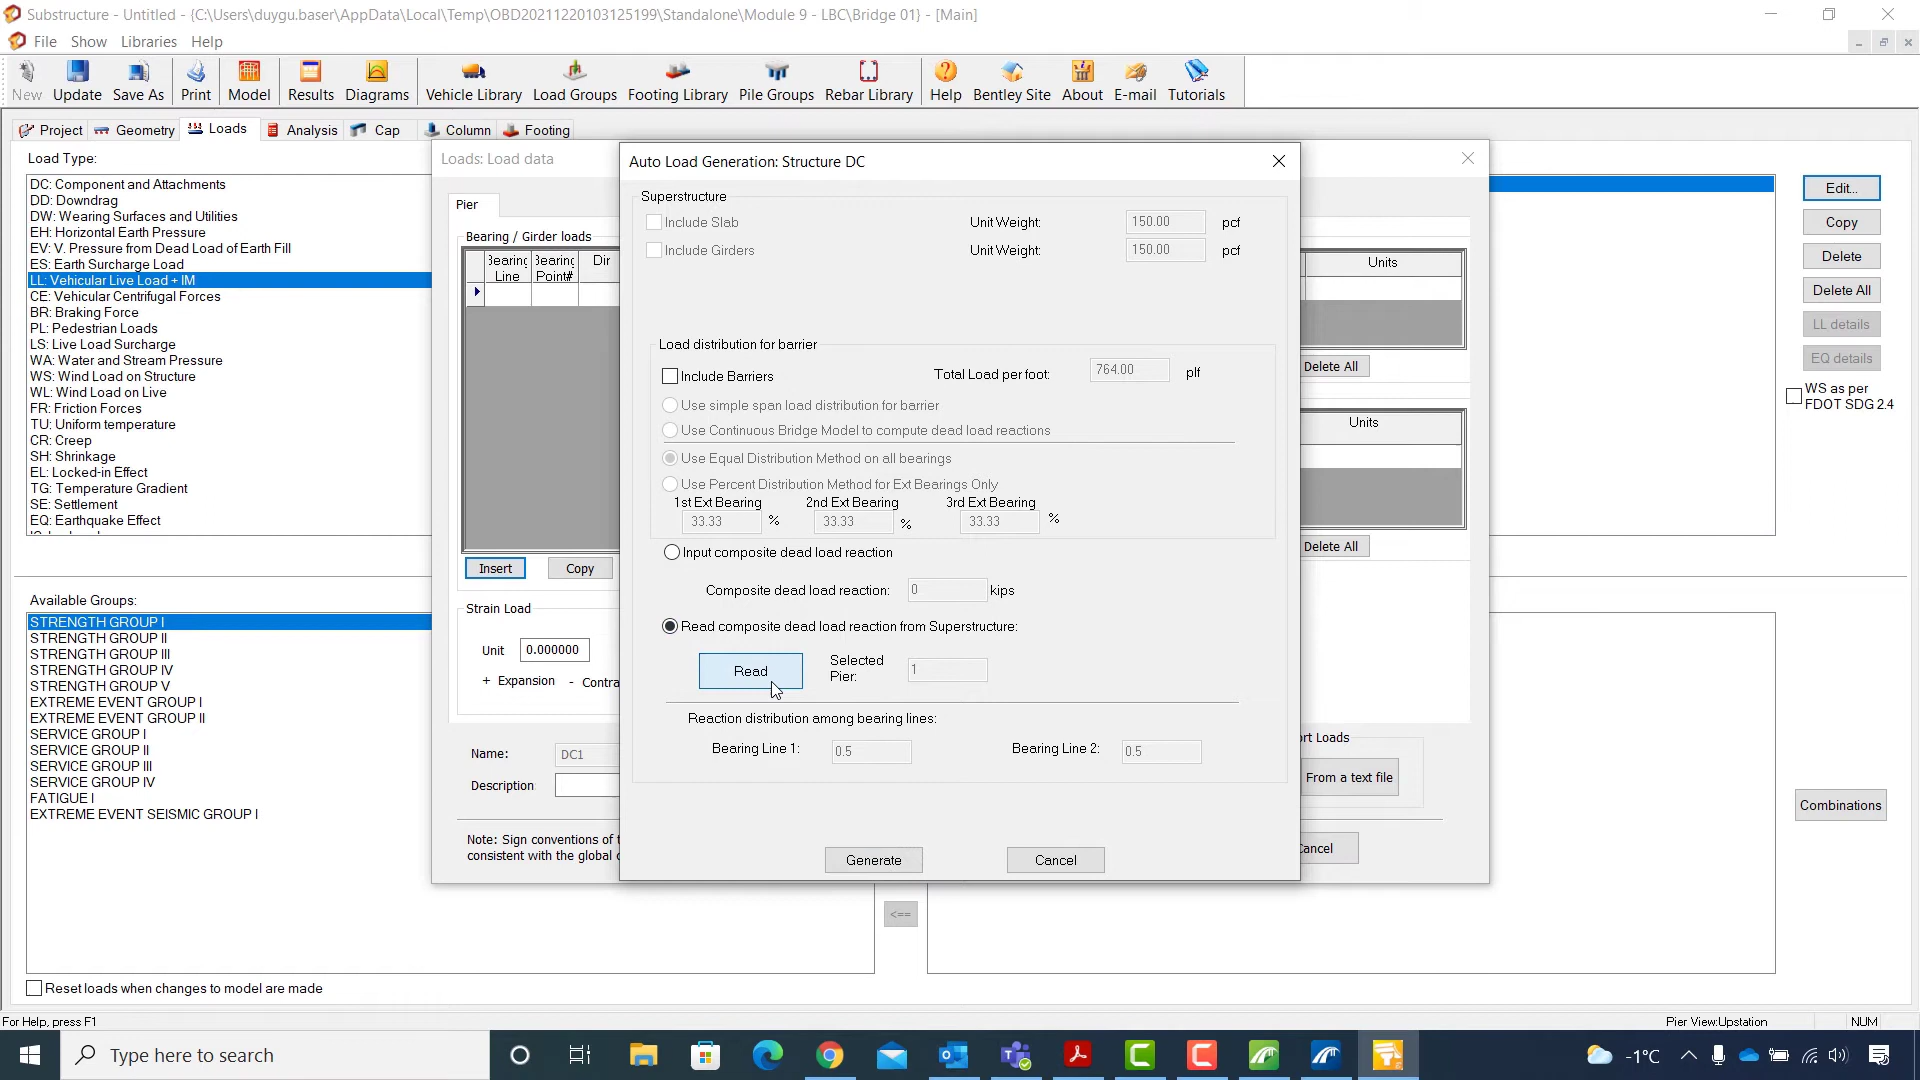 Substructure - Untitled - {C:\Users\duygu.baser\AppData\Local\Temp\OBD20211220103125199\Standalone\Module 9 - LBC\Bridge 01} - [Main]
File Show Libraries Help
New Update Save As Print Model Results Diagrams Vehicle Library Load Groups Footing Library Pile Groups Rebar Library Help Bentley Site About E-mail Tutorials
Project Geometry Loads Analysis Cap Column Footing
Load Type:
DC: Component and Attachments
DD: Downdrag
DW: Wearing Surfaces and Utilities
EH: Horizontal Earth Pressure
EV: V. Pressure from Dead Load of Earth Fill
ES: Earth Surcharge Load
LL: Vehicular Live Load + IM
CE: Vehicular Centrifugal Forces
BR: Braking Force
PL: Pedestrian Loads
LS: Live Load Surcharge
WA: Water and Stream Pressure
WS: Wind Load on Structure
WL: Wind Load on Live
FR: Friction Forces
TU: Uniform temperature
CR: Creep
SH: Shrinkage
EL: Locked-in Effect
TG: Temperature Gradient
SE: Settlement
EQ: Earthquake Effect
Available Groups:
STRENGTH GROUP I
STRENGTH GROUP II
STRENGTH GROUP III
STRENGTH GROUP IV
STRENGTH GROUP V
EXTREME EVENT GROUP I
EXTREME EVENT GROUP II
SERVICE GROUP I
SERVICE GROUP II
SERVICE GROUP III
SERVICE GROUP IV
FATIGUE I
EXTREME EVENT SEISMIC GROUP I
Reset loads when changes to model are made
Loads: Load data
Pier
Bearing / Girder loads
Bearing Bearing Dir
Line Point#
Insert Copy
Strain Load
Unit 0.000000
+ Expansion - Contra
Name: DC1
Description
Note: Sign conventions of t
consistent with the global c
Auto Load Generation: Structure DC
Superstructure
Include Slab Unit Weight: 150.00 pcf
Include Girders Unit Weight: 150.00 pcf
Load distribution for barrier
Include Barriers Total Load per foot: 764.00 plf
Use simple span load distribution for barrier
Use Continuous Bridge Model to compute dead load reactions
Use Equal Distribution Method on all bearings
Use Percent Distribution Method for Ext Bearings Only
1st Ext Bearing 2nd Ext Bearing 3rd Ext Bearing
33.33 % 33.33 % 33.33 %
Input composite dead load reaction
Composite dead load reaction: 0 kips
Read composite dead load reaction from Superstructure:
Read Selected Pier: 1
Reaction distribution among bearing lines:
Bearing Line 1: 0.5 Bearing Line 2: 0.5
Generate Cancel
Units
Delete All
Units
Delete All
ort Loads
From a text file
Cancel
<==
Edit...
Copy
Delete
Delete All
LL details
EQ details
WS as per
FDOT SDG 2.4
Combinations
For Help, press F1 Pier View:Upstation NUM
Type here to search
-1°C